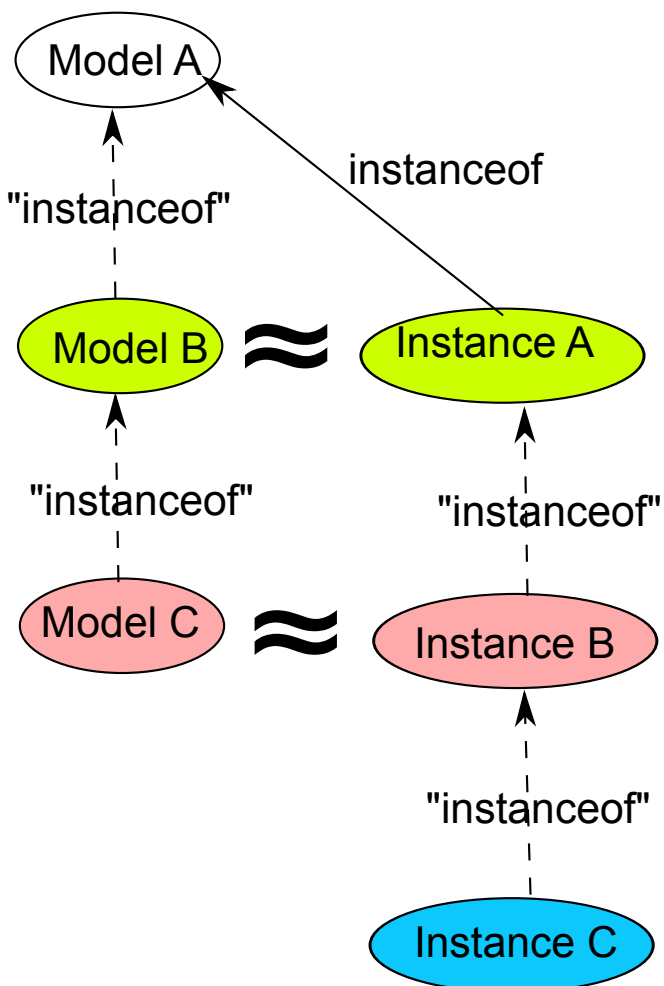 Model A
instanceof
"instanceof"
Model B
≈
Instance A
"instanceof"
"instanceof"
Model C
≈
Instance B
"instanceof"
Instance C